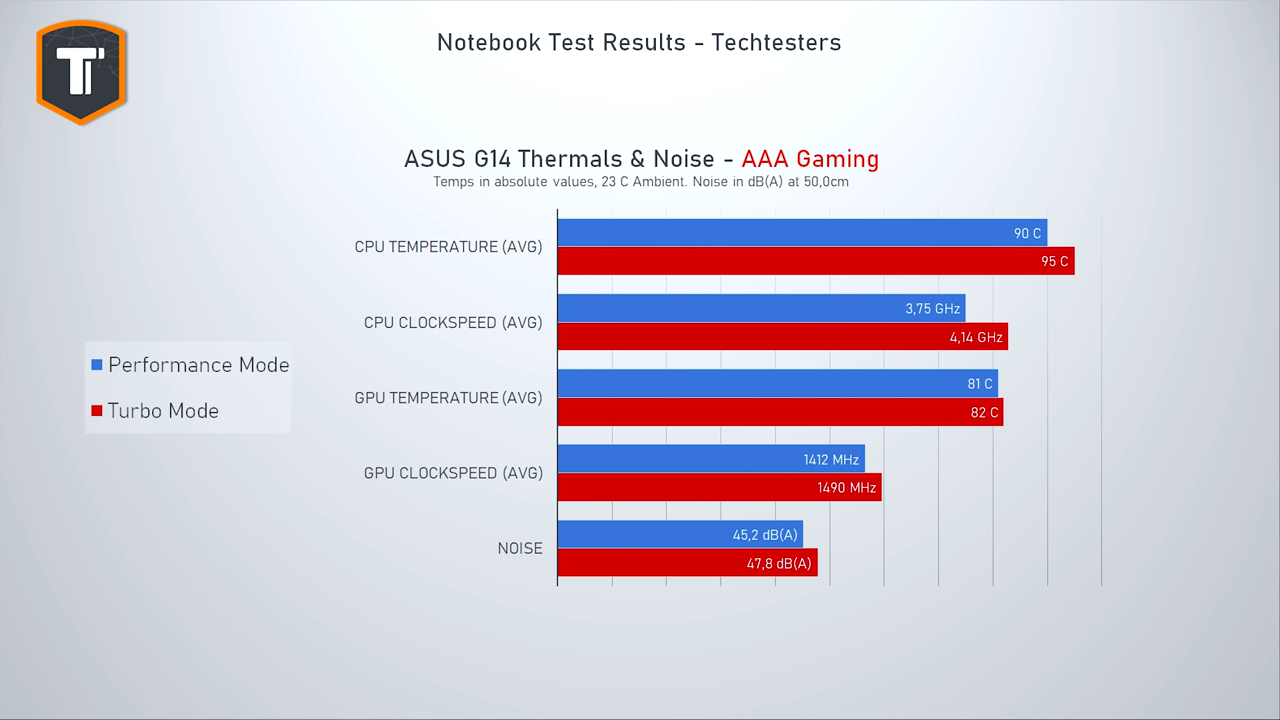 Notebook Test Results - Techtesters
ASUS G14 Thermals & Noise - AAA Gaming
Temps in absolute values, 23 C Ambient. Noise in dB(A) at 50,0cm
CPU TEMPERATURE (AVG)
90 C
95 C
CPU CLOCKSPEED (AVG)
3,75 GHz
4,14 GHz
Performance Mode
Turbo Mode
GPU TEMPERATURE (AVG)
81 C
82 C
GPU CLOCKSPEED (AVG)
1412 MHz
1490 MHz
NOISE
45,2 dB(A)
47,8 dB(A)